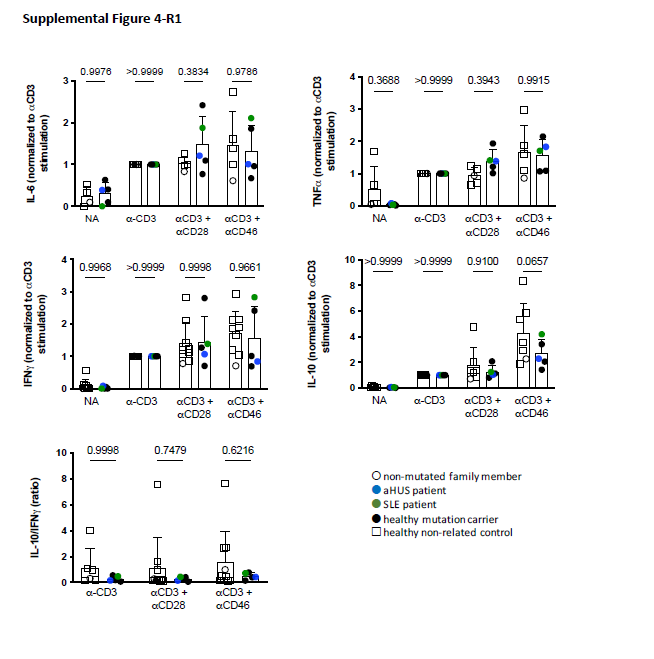 Supplemental Figure 4-R1
IL-6 (normalized to αCD3
stimulation)
3
2
1
0
0.9976 >0.9999 0.3834 0.9786
NA α-CD3 αCD3 + αCD3 +
αCD28 αCD46
TNFα (normalized to αCD3
stimulation)
4
3
2
1
0
0.3688 >0.9999 0.3943 0.9915
NA α-CD3 αCD3 + αCD3 +
αCD28 αCD46
IFNγ (normalized to αCD3
stimulation)
4
3
2
1
0
0.9968 >0.9999 0.9998 0.9661
NA α-CD3 αCD3 + αCD3 +
αCD28 αCD46
IL-10 (normalized to αCD3
stimulation)
10
8
6
4
2
0
>0.9999 >0.9999 0.9100 0.0657
NA α-CD3 αCD3 + αCD3 +
αCD28 αCD46
IL-10/IFNγ (ratio)
10
8
6
4
2
0
0.9998 0.7479 0.6216
α-CD3 αCD3 + αCD3 +
αCD28 αCD46
non-mutated family member
aHUS patient
SLE patient
healthy mutation carrier
healthy non-related control